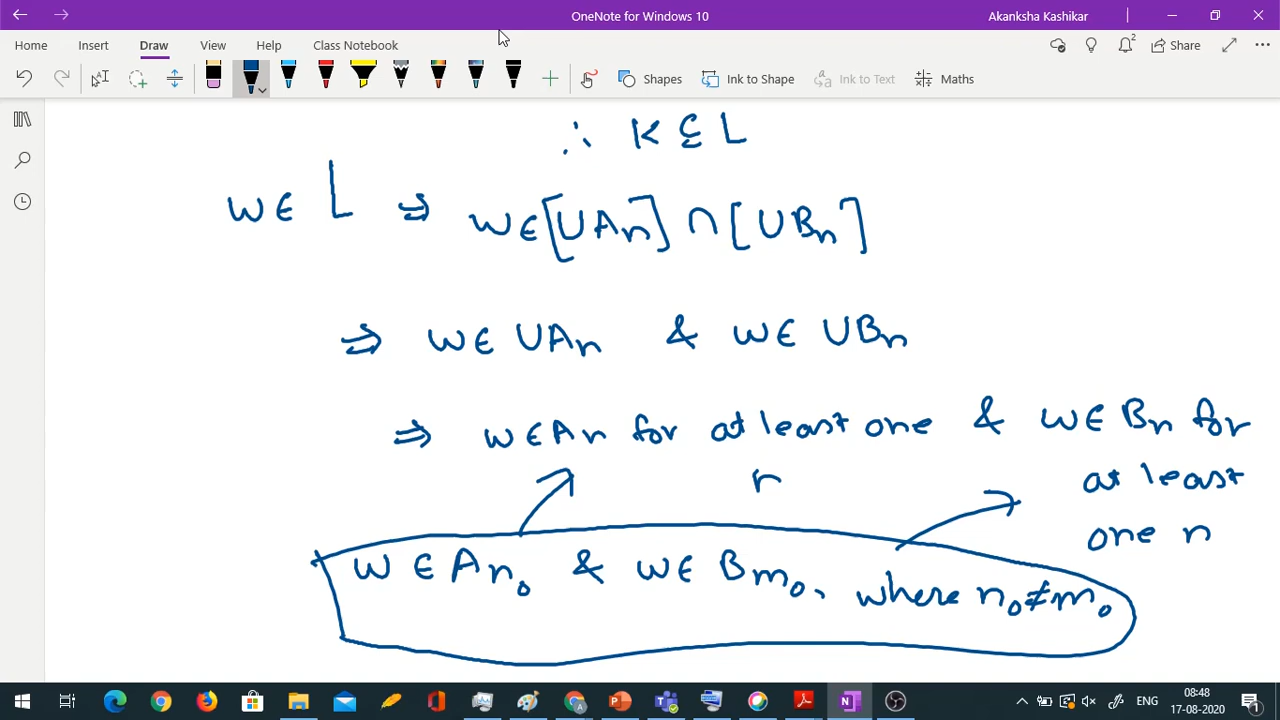 OneNote for Windows 10
Akanksha Kashikar
Home Insert Draw View Help Class Notebook
Share
Shapes Ink to Shape Ink to Text Maths
∴ K ⊆ L
w ∈ L ⇒ w ∈ [∪An] ∩ [∪Bn]
⇒ w ∈ ∪An & w ∈ ∪Bn
⇒ w ∈ An for at least one n & w ∈ Bn for at least one n
w ∈ An₀ & w ∈ Bm₀, where n₀ ≠ m₀
ENG
08:48
17-08-2020